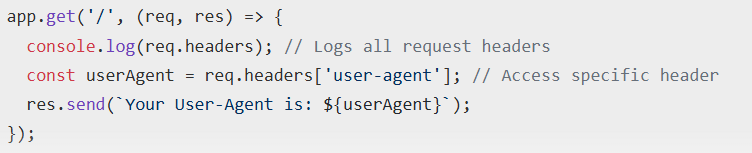 app.get('/', (req, res) => {
  console.log(req.headers); // Logs all request headers
  const userAgent = req.headers['user-agent']; // Access specific header
  res.send(`Your User-Agent is: ${userAgent}`);
});